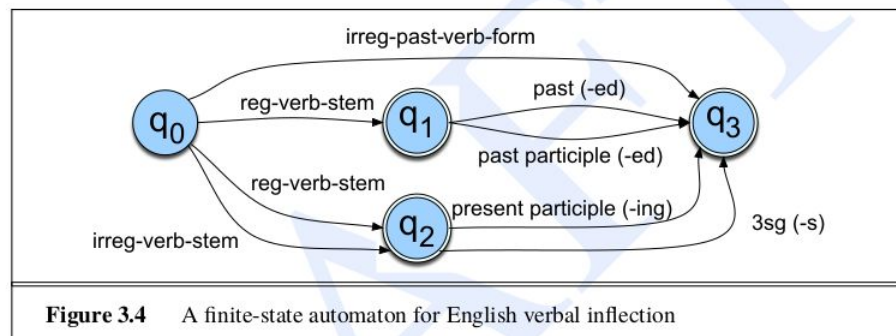 irreg-past-verb-form
reg-verb-stem
past (-ed)
q0
q1
q3
past participle (-ed)
reg-verb-stem
present participle (-ing)
irreg-verb-stem
q2
3sg (-s)
Figure 3.4 A finite-state automaton for English verbal inflection